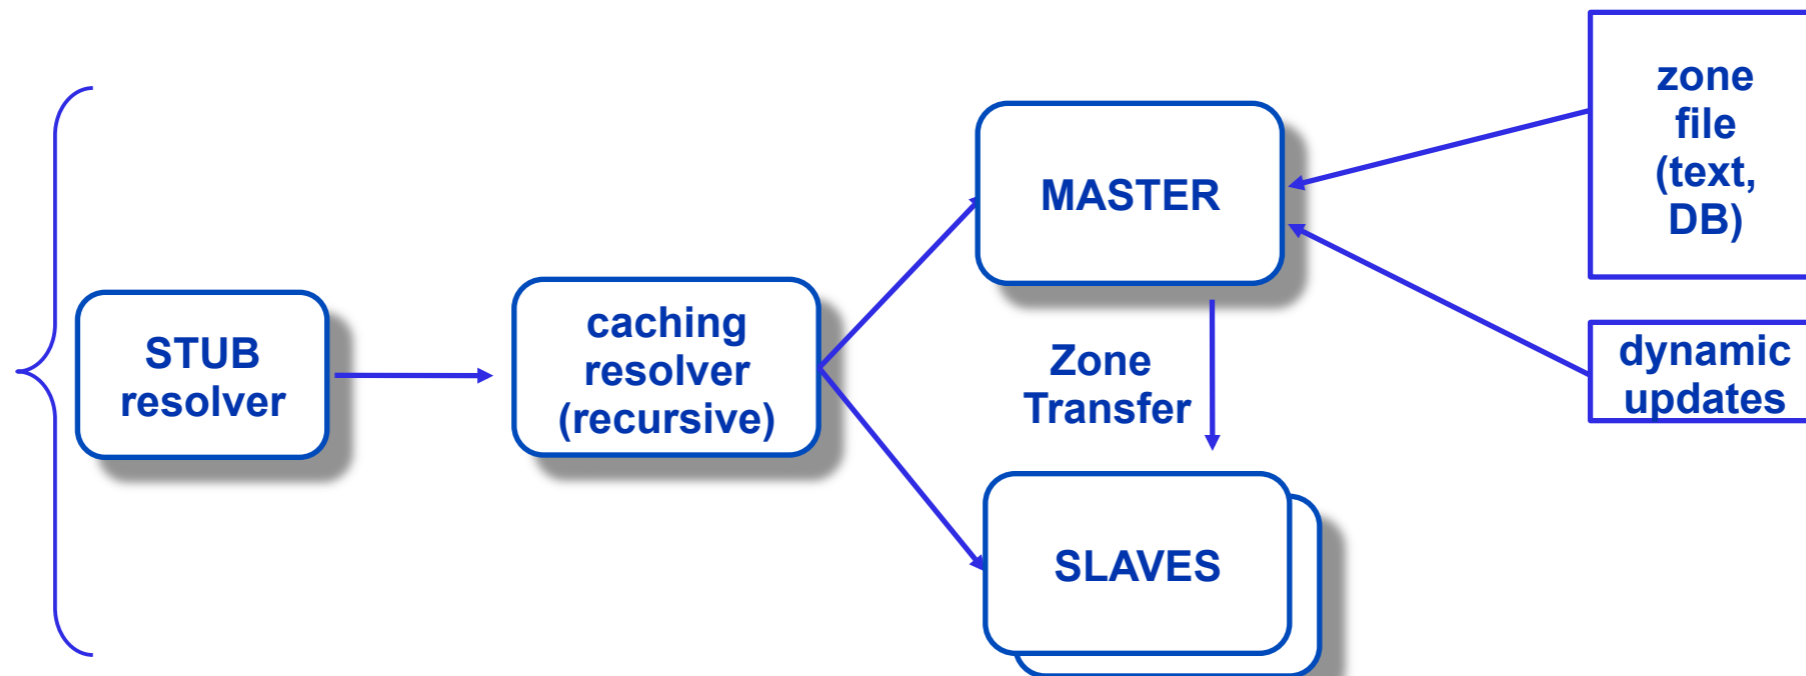 STUB
resolver
caching
resolver
(recursive)
MASTER
Zone
Transfer
SLAVES
zone
file
(text,
DB)
dynamic
updates